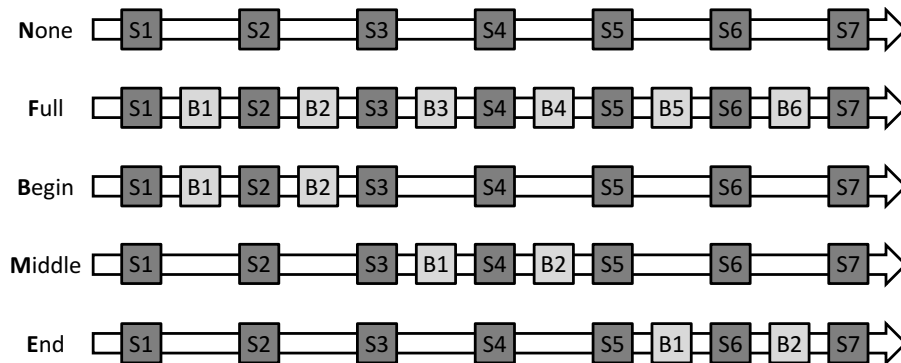 None S1 S2 S3 S4 S5 S6 S7
Full S1 B1 S2 B2 S3 B3 S4 B4 S5 B5 S6 B6 S7
Begin S1 B1 S2 B2 S3 S4 S5 S6 S7
Middle S1 S2 S3 B1 S4 B2 S5 S6 S7
End S1 S2 S3 S4 S5 B1 S6 B2 S7